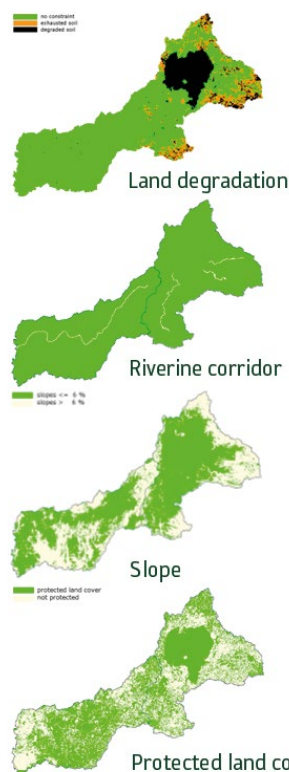 no constraint
exhausted soil
degraded soil
Land degradation
Riverine corridor
slopes <= 6 %
slopes > 6 %
Slope
protected land cover
not protected
Protected land co